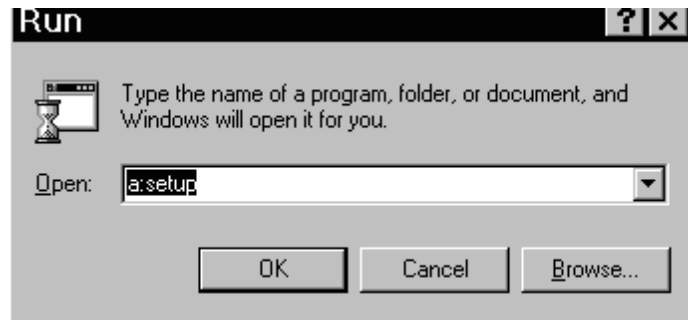 Run
Type the name of a program, folder, or document, and
Windows will open it for you.
Open: a:setup
OK Cancel Browse...